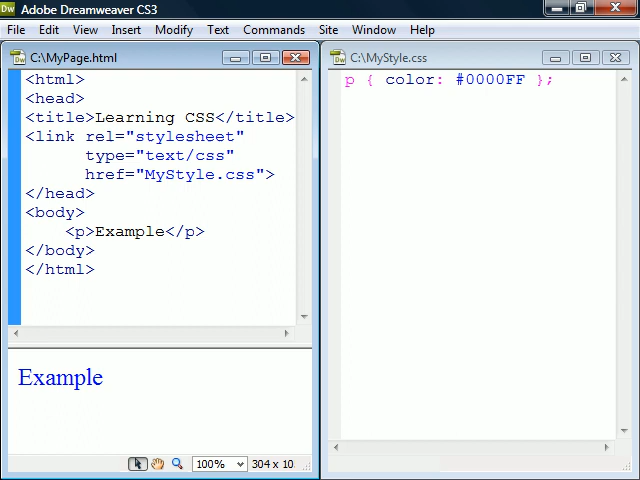 Dw Adobe Dreamweaver CS3
File Edit View Insert Modify Text Commands Site Window Help
C:\MyPage.html
<html>
<head>
<title>Learning CSS</title>
<link rel="stylesheet"
type="text/css"
href="MyStyle.css">
</head>
<body>
<p>Example</p>
</body>
</html>
Example
100% 304 x 10
C:\MyStyle.css
p { color: #0000FF };